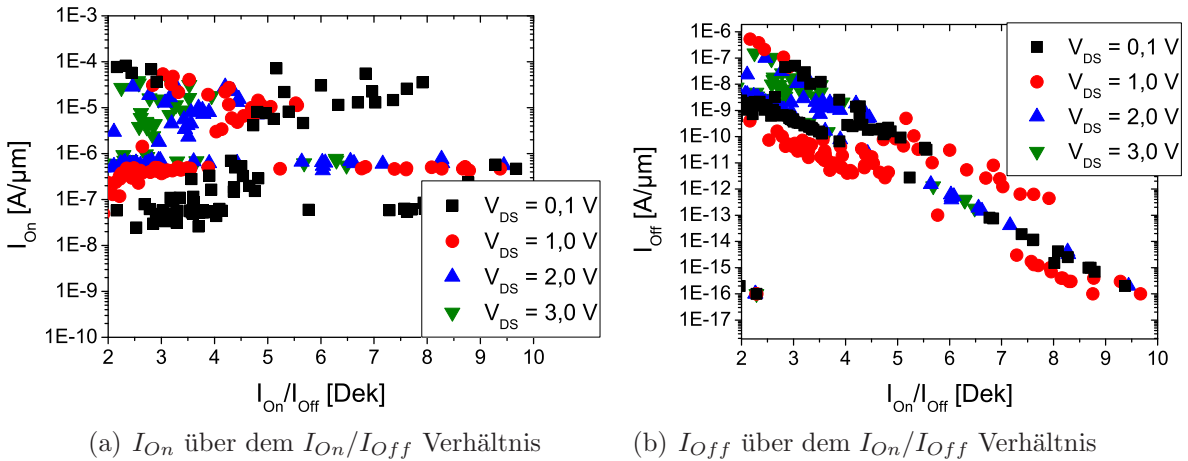 1E-3
1E-4
1E-5
1E-6
1E-7
1E-8
1E-9
1E-10
I_On [A/µm]
2 3 4 5 6 7 8 9 10
I_On/I_Off [Dek]
V_DS = 0,1 V
V_DS = 1,0 V
V_DS = 2,0 V
V_DS = 3,0 V
(a) I_On über dem I_On/I_Off Verhältnis
1E-6
1E-7
1E-8
1E-9
1E-10
1E-11
1E-12
1E-13
1E-14
1E-15
1E-16
1E-17
I_Off [A/µm]
2 3 4 5 6 7 8 9 10
I_On/I_Off [Dek]
V_DS = 0,1 V
V_DS = 1,0 V
V_DS = 2,0 V
V_DS = 3,0 V
(b) I_Off über dem I_On/I_Off Verhältnis